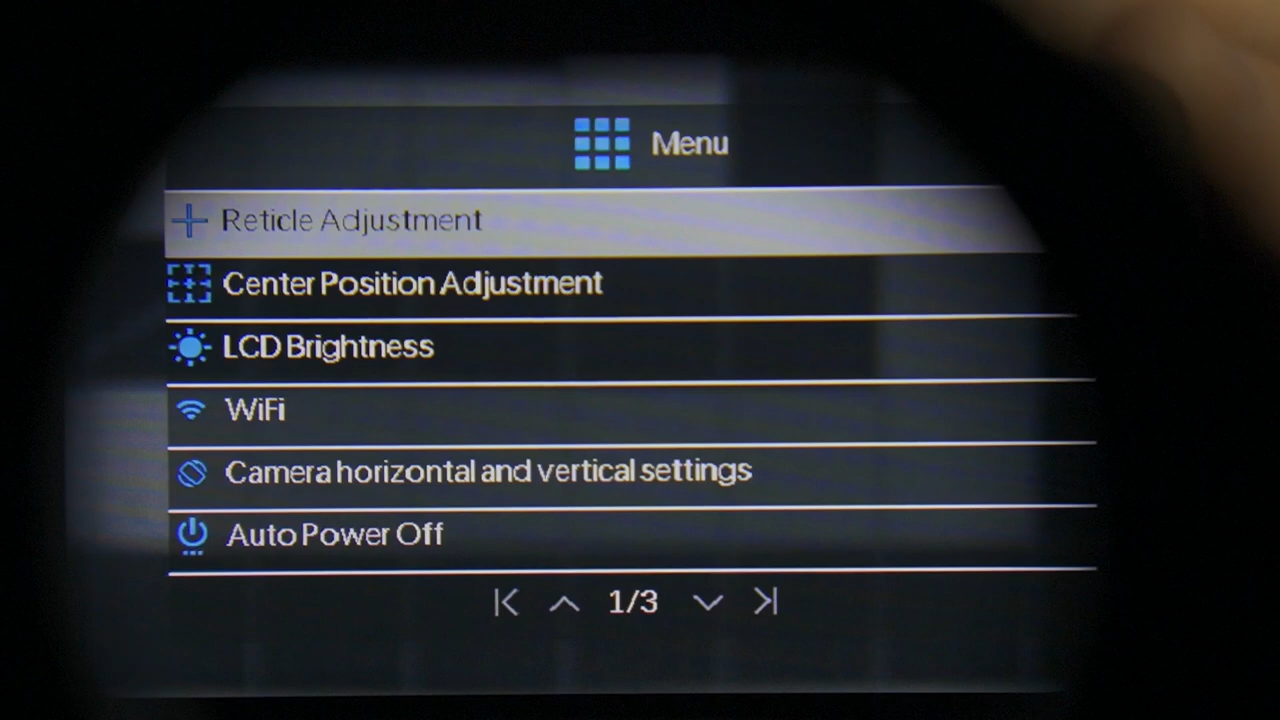 Menu
Reticle Adjustment
Center Position Adjustment
LCD Brightness
WiFi
Camera horizontal and vertical settings
Auto Power Off
1/3